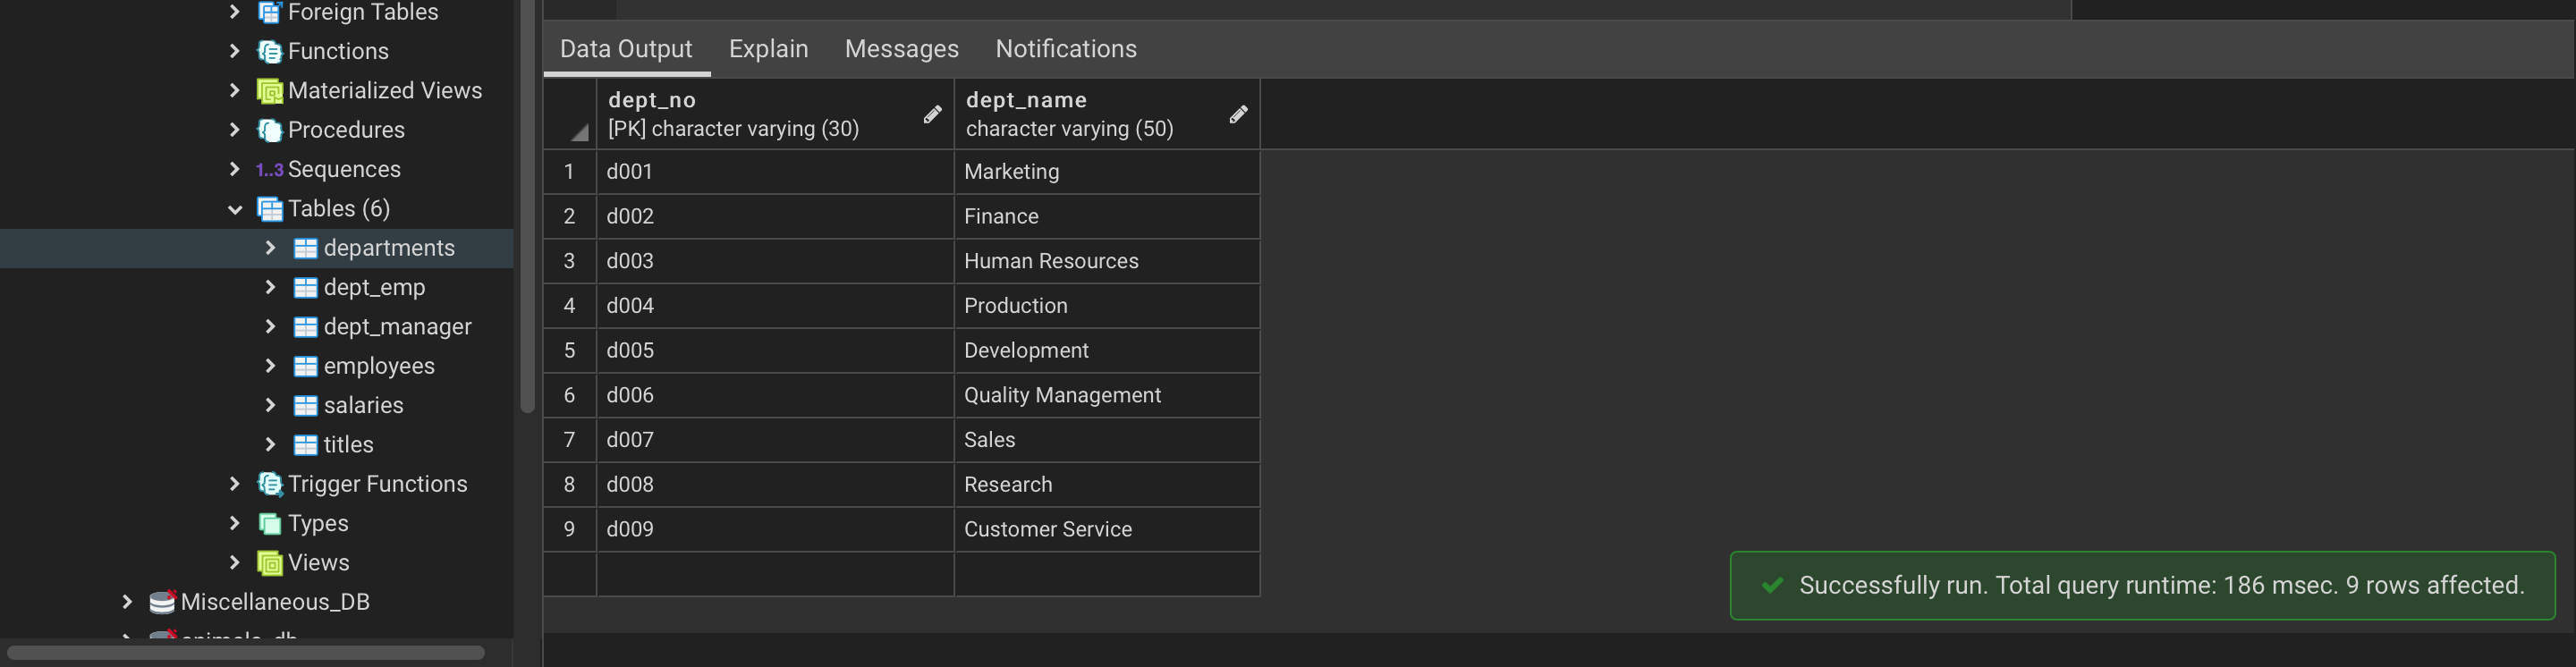 Foreign Tables
Functions
Materialized Views
Procedures
1..3 Sequences
Tables (6)
departments
dept_emp
dept_manager
employees
salaries
titles
Trigger Functions
Types
Views
Miscellaneous_DB
Data Output Explain Messages Notifications
dept_no dept_name
[PK] character varying (30) character varying (50)
1 d001 Marketing
2 d002 Finance
3 d003 Human Resources
4 d004 Production
5 d005 Development
6 d006 Quality Management
7 d007 Sales
8 d008 Research
9 d009 Customer Service
Successfully run. Total query runtime: 186 msec. 9 rows affected.